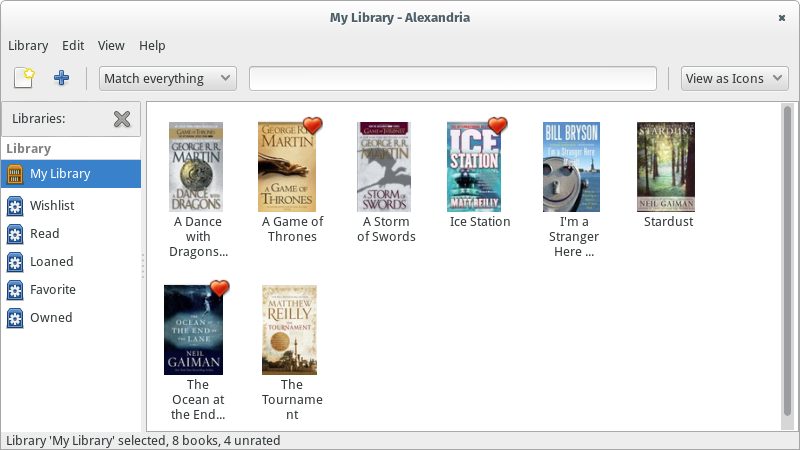 My Library - Alexandria
Library Edit View Help
Match everything
View as Icons
Libraries:
Library
My Library
Wishlist
Read
Loaned
Favorite
Owned
GAME OF THRONES
GEORGE R.R.
MARTIN
A DANCE
WITH
DRAGONS
A Dance
with
Dragons...
GEORGE R.R.
MARTIN
A GAME OF
THRONES
A Game of
Thrones
GEORGE R.R.
MARTIN
A STORM
OF
SWORDS
A Storm
of Swords
ICE
STATION
MATT REILLY
Ice Station
BILL BRYSON
I'm a Stranger Here
Myself
I'm a
Stranger
Here ...
STARDUST
NEIL GAIMAN
Stardust
THE
OCEAN AT
THE END OF
THE LANE
NEIL
GAIMAN
The
Ocean at
the End...
MATTHEW
REILLY
THE
TOURNAMENT
The
Tourname
nt
Library 'My Library' selected, 8 books, 4 unrated